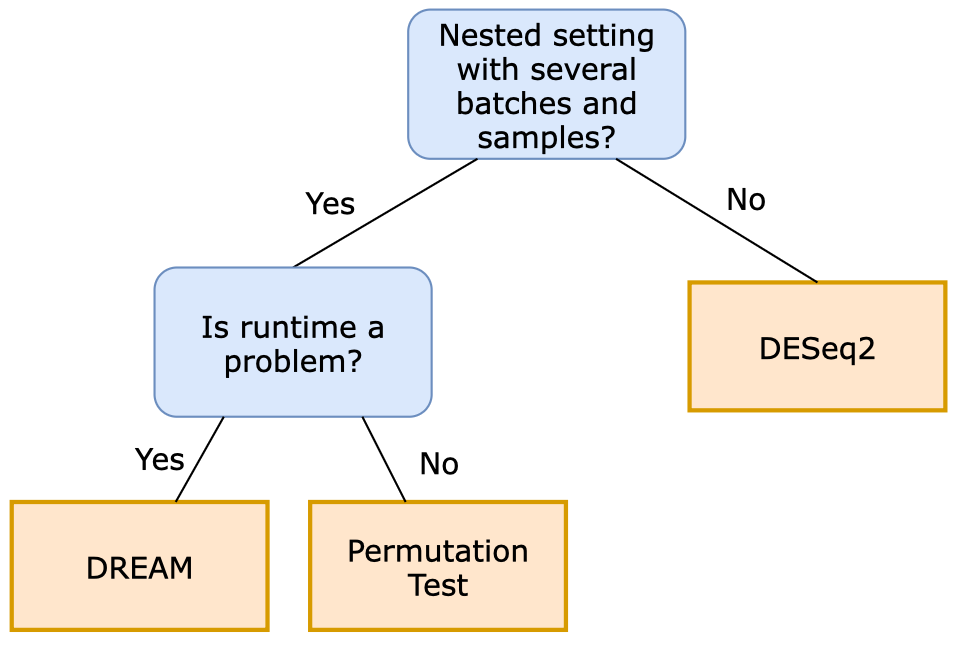 Nested setting
with several
batches and
samples?
Yes
No
Is runtime a
problem?
DESeq2
Yes
No
DREAM
Permutation
Test